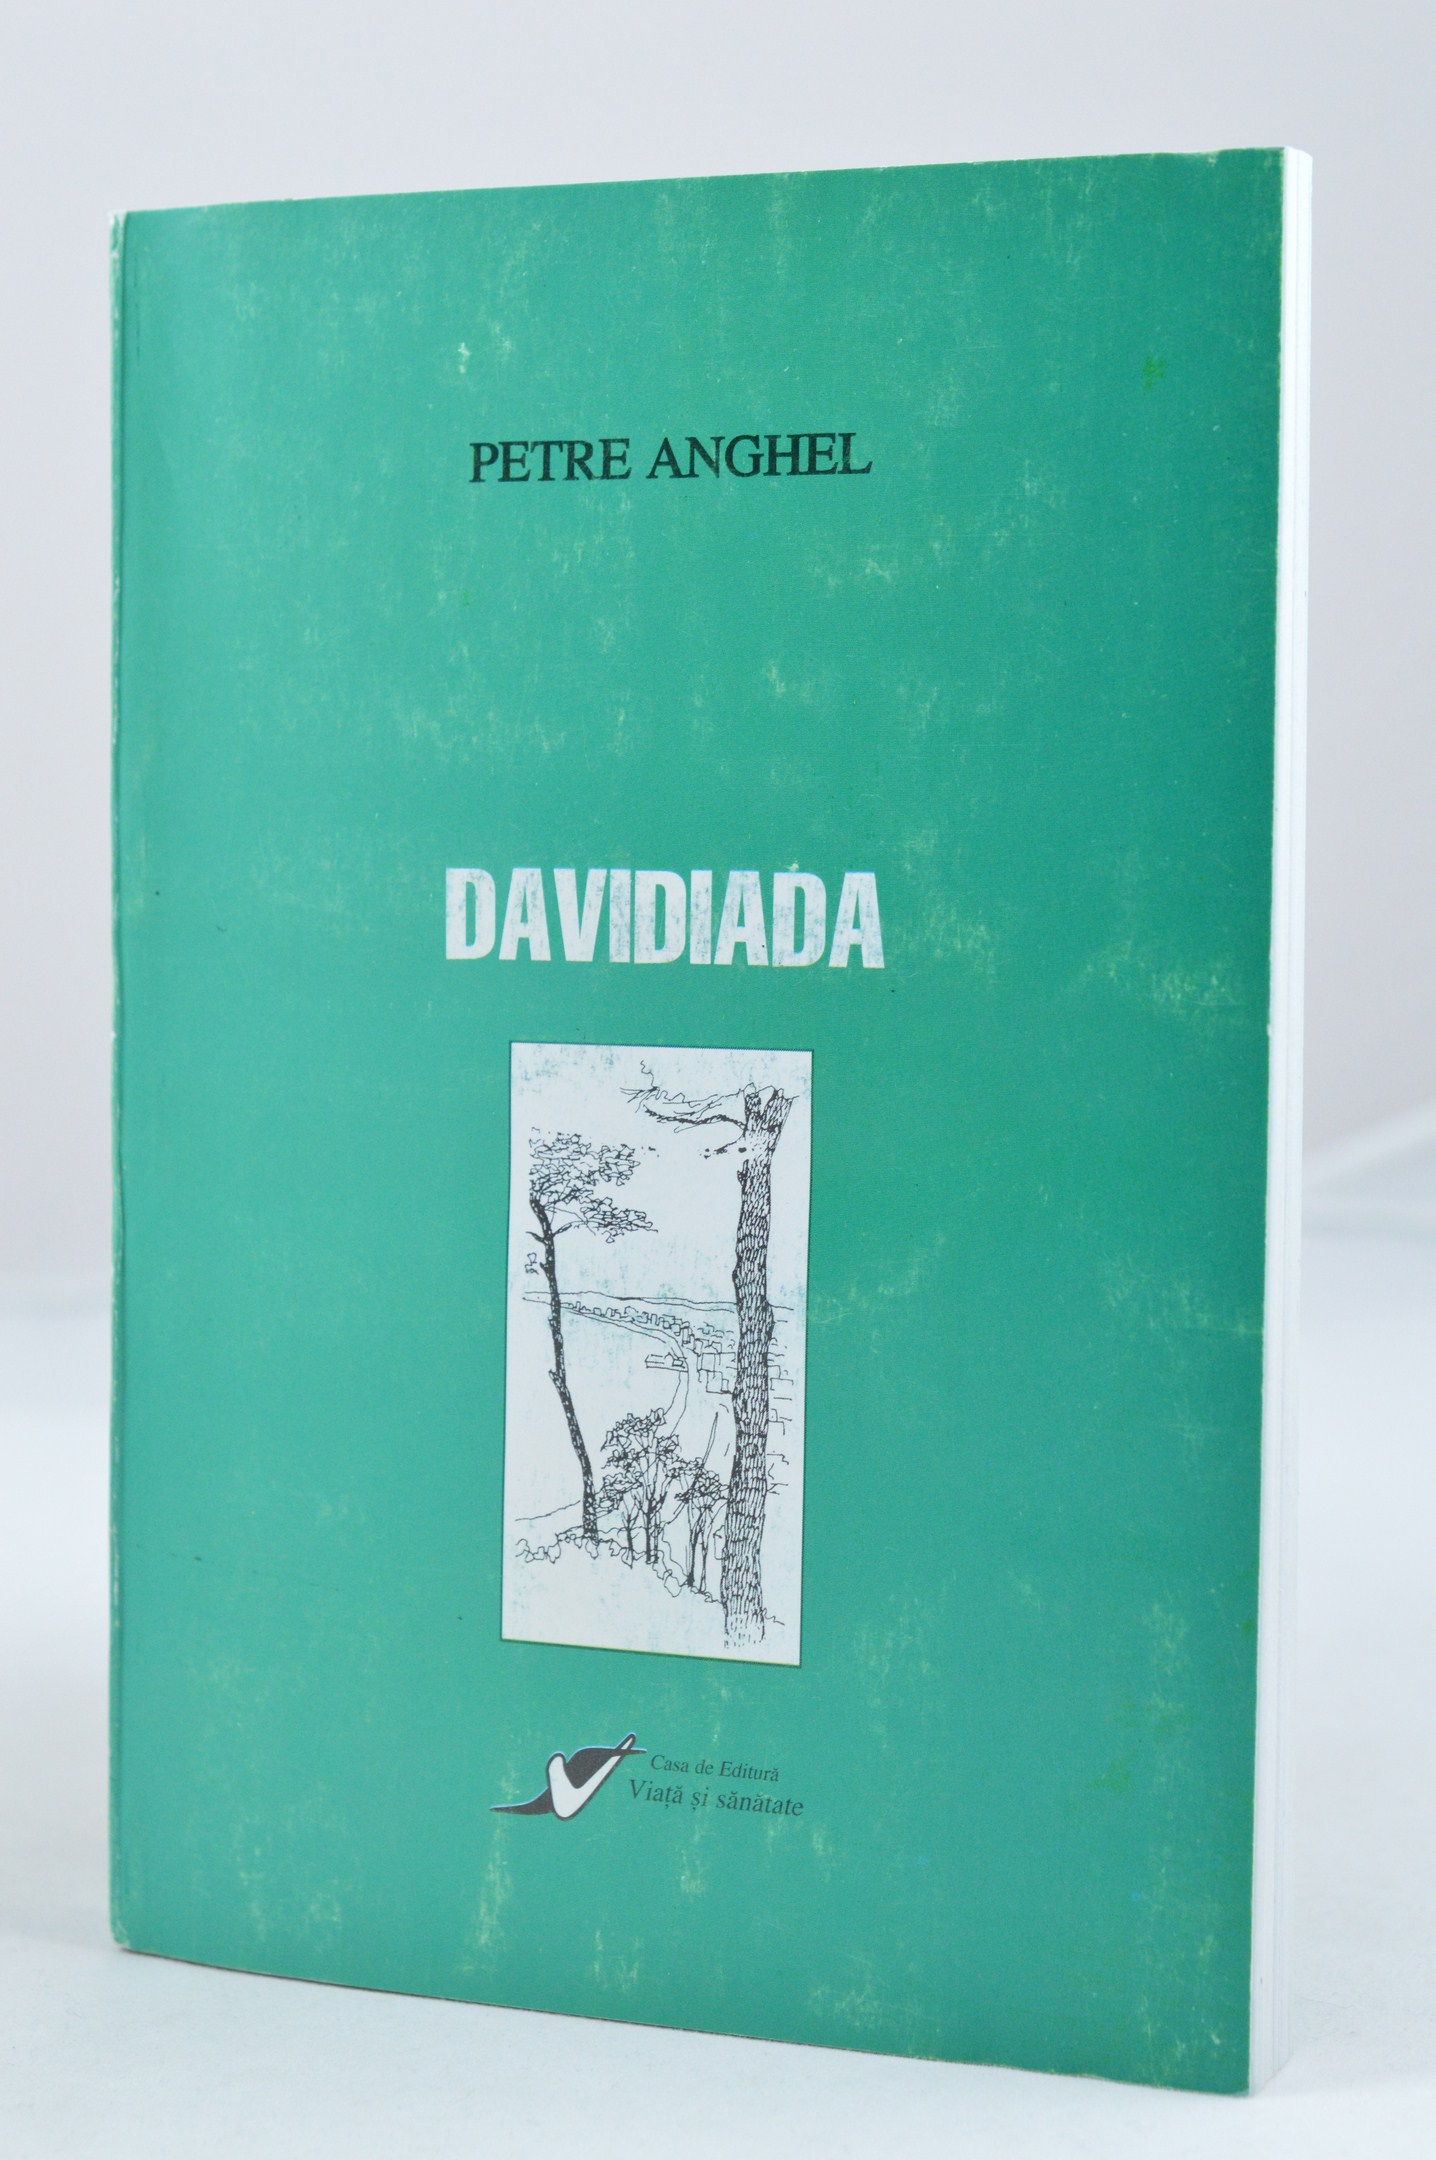 PETRE ANGHEL
DAVIDIADA
Casa de Editură
Viață și sănătate